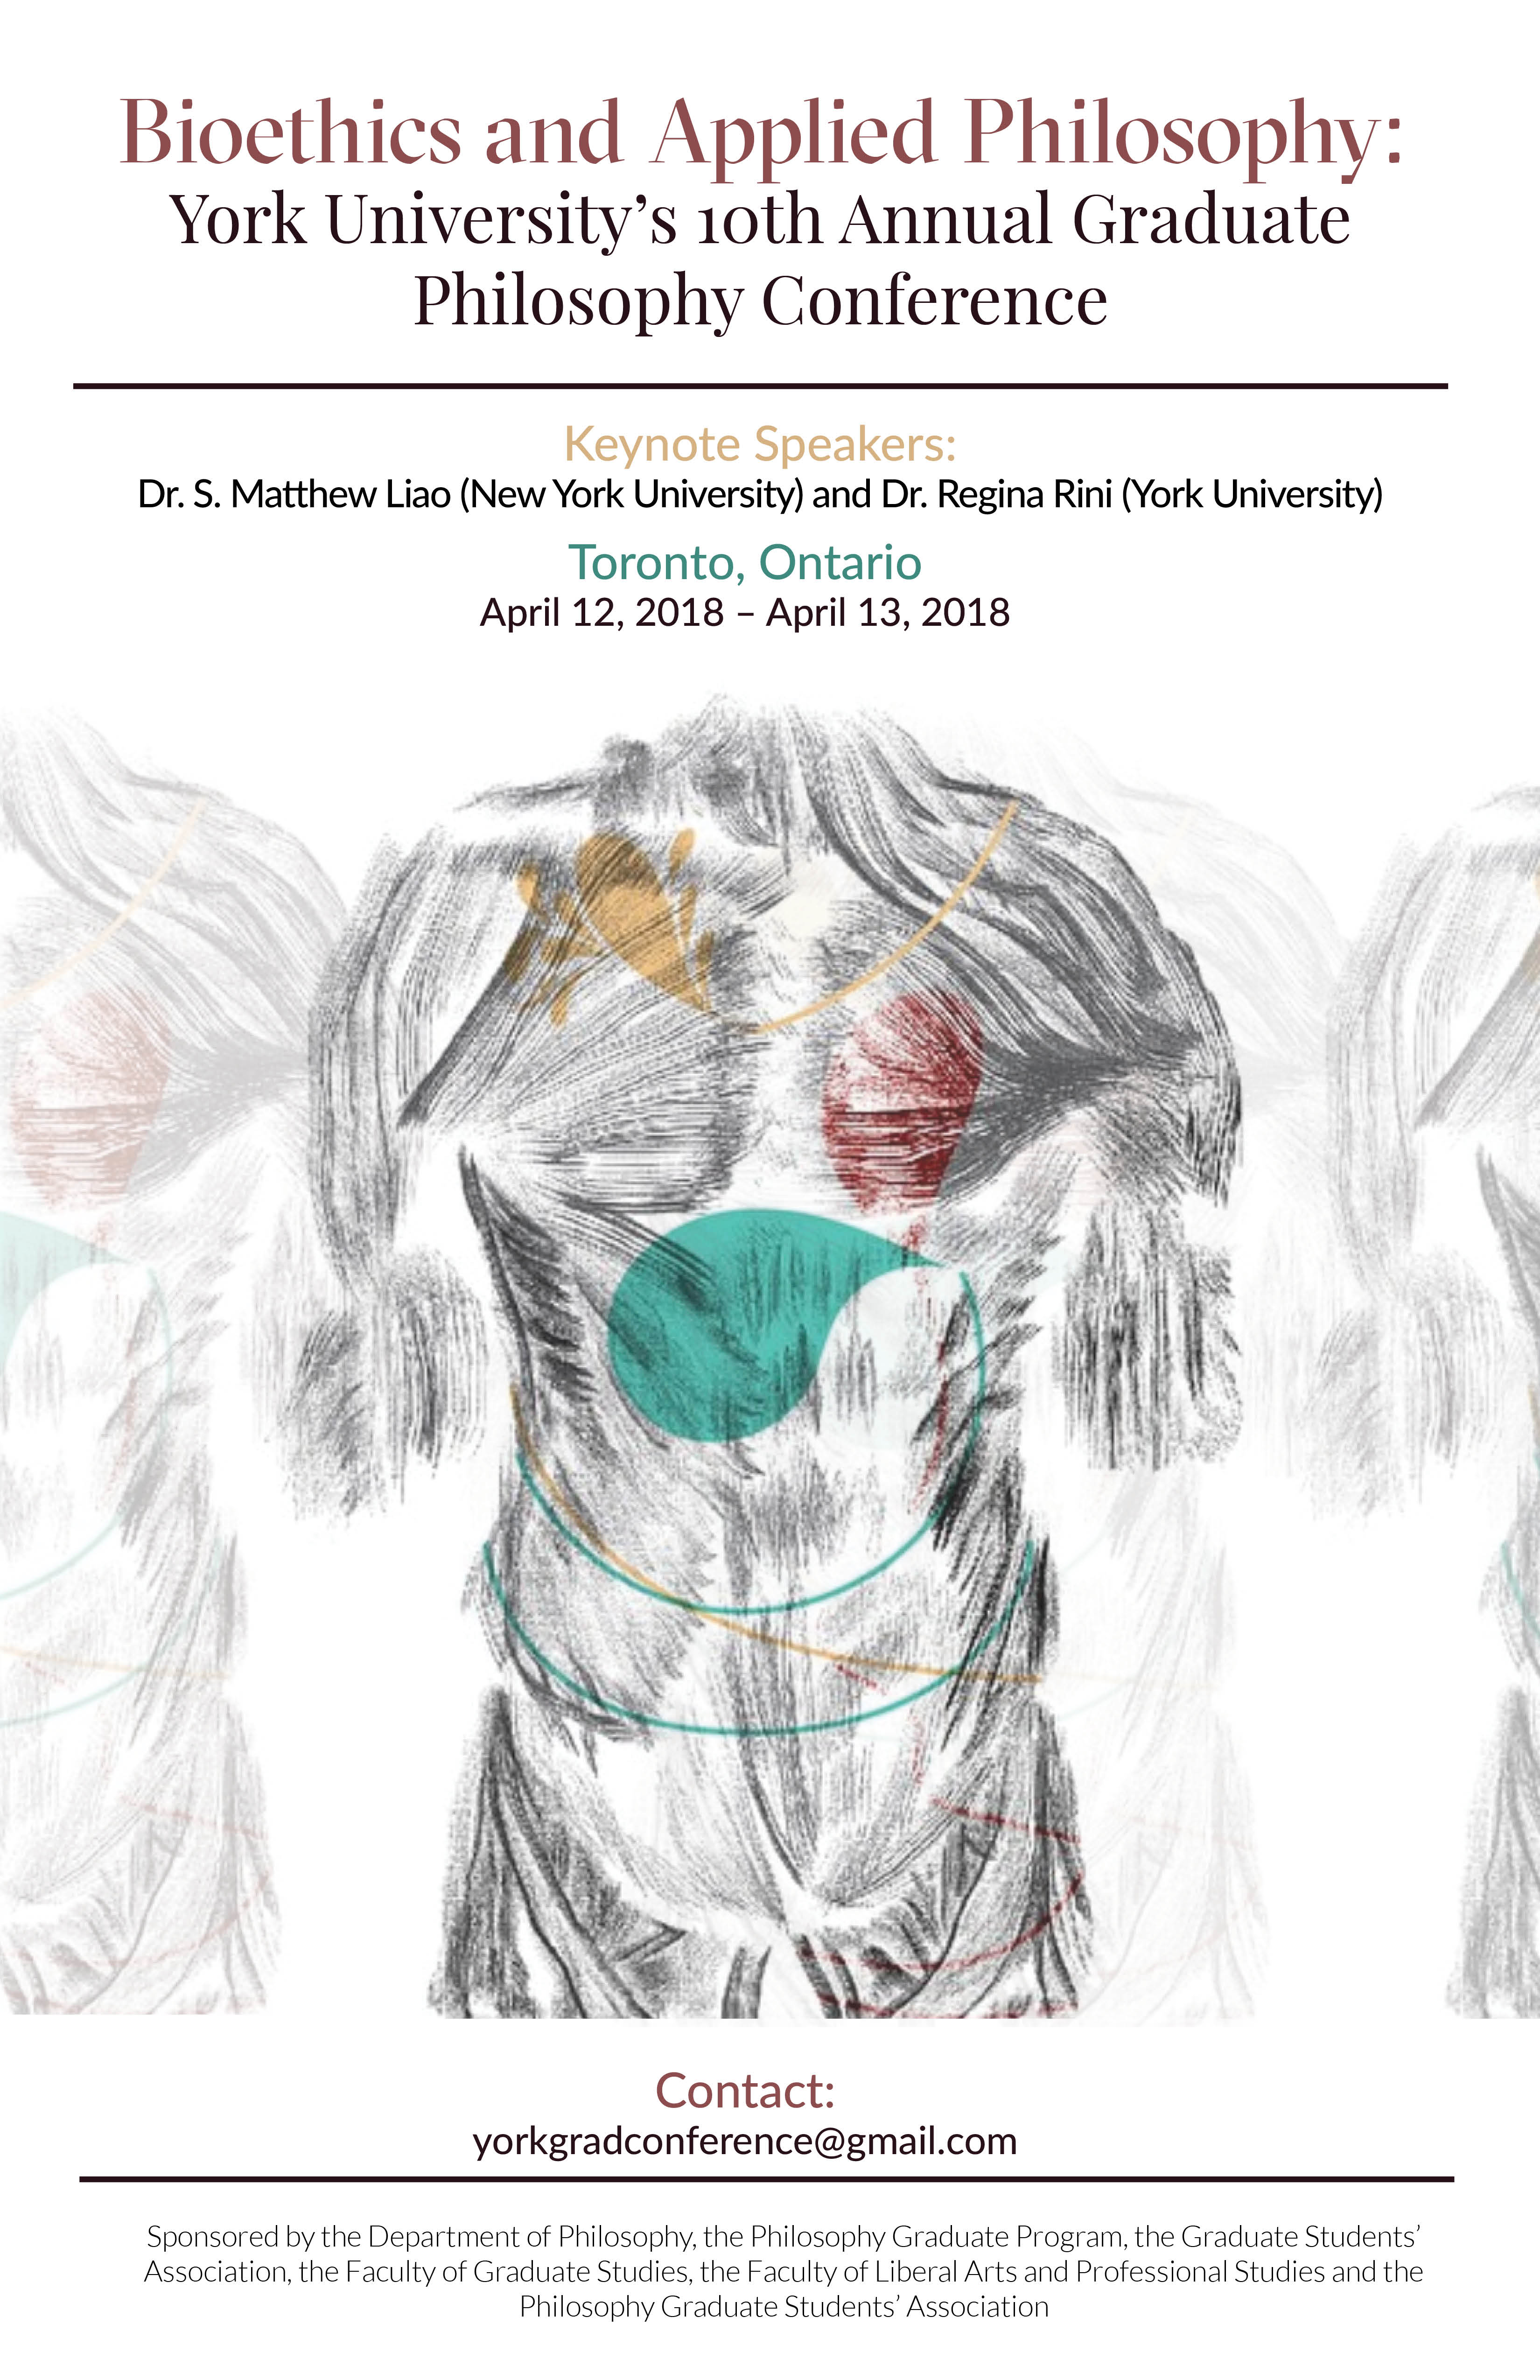 Bioethics and Applied Philosophy:
York University’s 10th Annual Graduate
Philosophy Conference
Keynote Speakers:
Dr. S. Matthew Liao (New York University) and Dr. Regina Rini (York University)
Toronto, Ontario
April 12, 2018 – April 13, 2018
Contact:
yorkgradconference@gmail.com
Sponsored by the Department of Philosophy, the Philosophy Graduate Program, the Graduate Students’
Association, the Faculty of Graduate Studies, the Faculty of Liberal Arts and Professional Studies and the
Philosophy Graduate Students’ Association